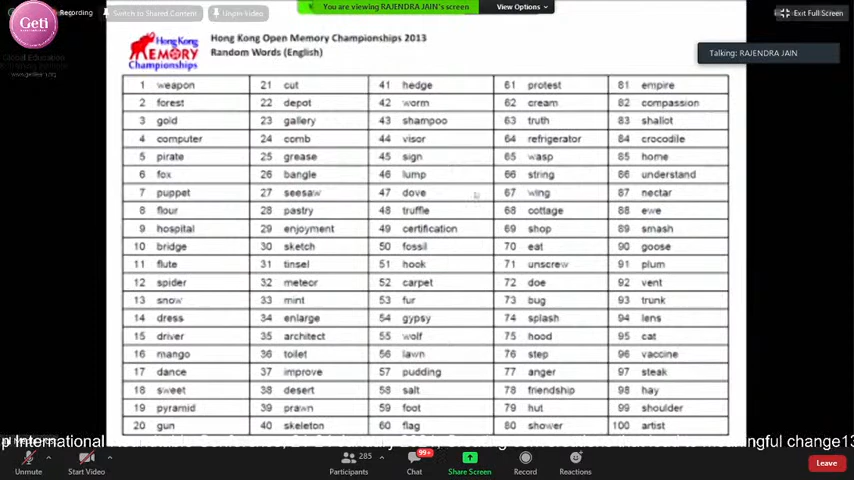 Geti
Recording
Switch to Shared Content
Unpin Video
You are viewing RAJENDRA JAIN's screen
View Options
Exit Full Screen
Talking: RAJENDRA JAIN
Hong Kong
MEMORY
Championships
Hong Kong Open Memory Championships 2013
Random Words (English)
1 weapon 21 cut 41 hedge 61 protest 81 empire
2 forest 22 depot 42 worm 62 cream 82 compassion
3 gold 23 gallery 43 shampoo 63 truth 83 shallot
4 computer 24 comb 44 visor 64 refrigerator 84 crocodile
5 pirate 25 grease 45 sign 65 wasp 85 home
6 fox 26 bangle 46 lump 66 string 86 understand
7 puppet 27 seesaw 47 dove 67 wing 87 nectar
8 flour 28 pastry 48 truffle 68 cottage 88 ewe
9 hospital 29 enjoyment 49 certification 69 shop 89 smash
10 bridge 30 sketch 50 fossil 70 eat 90 goose
11 flute 31 tinsel 51 hook 71 unscrew 91 plum
12 spider 32 meteor 52 carpet 72 doe 92 vent
13 snow 33 mint 53 fur 73 bug 93 trunk
14 dress 34 enlarge 54 gypsy 74 splash 94 lens
15 driver 35 architect 55 wolf 75 hood 95 cat
16 mango 36 toilet 56 lawn 76 step 96 vaccine
17 dance 37 improve 57 pudding 77 anger 97 steak
18 sweet 38 desert 58 salt 78 friendship 98 hay
19 pyramid 39 prawn 59 foot 79 hut 99 shoulder
20 gun 40 skeleton 60 flag 80 shower 100 artist
International
meaningful change
Unmute
Start Video
Participants
285
Chat
99+
Share Screen
Record
Reactions
Leave